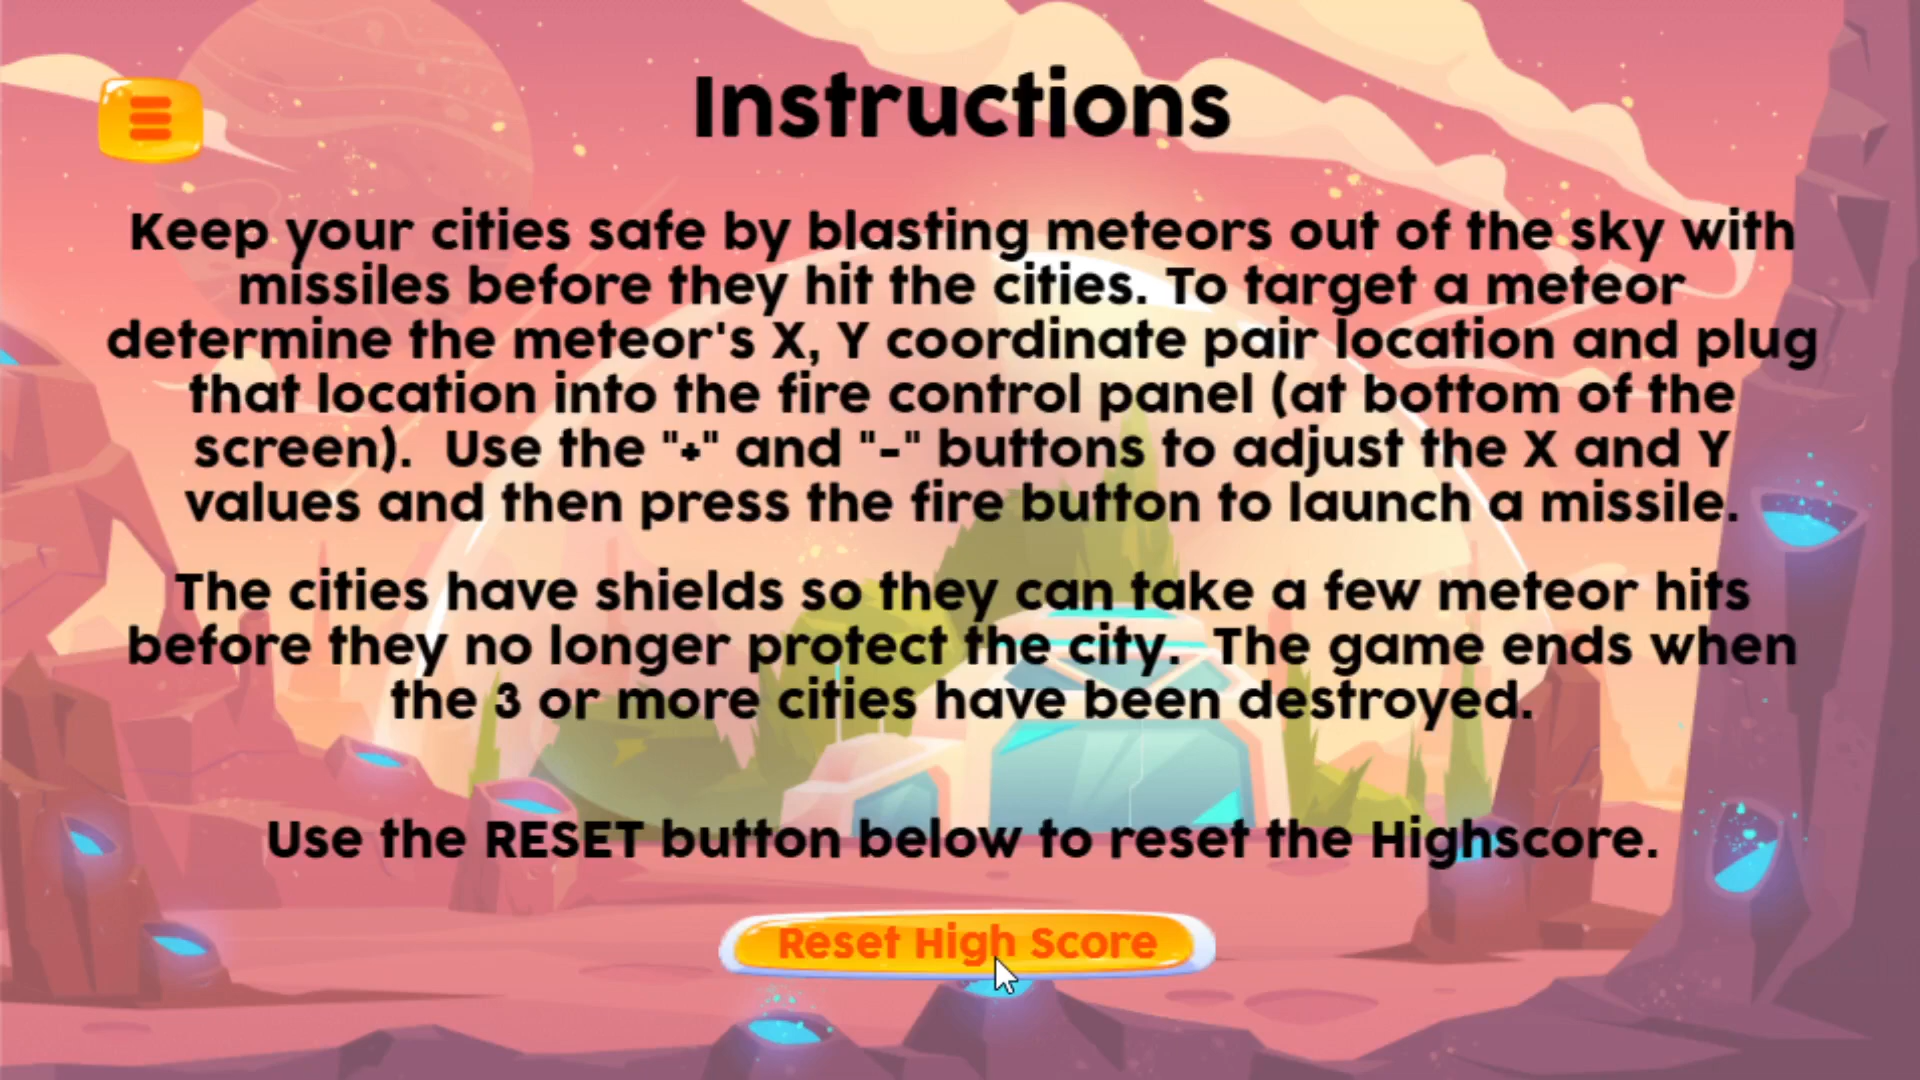 Instructions
Keep your cities safe by blasting meteors out of the sky with
missiles before they hit the cities. To target a meteor
determine the meteor's X, Y coordinate pair location and plug
that location into the fire control panel (at bottom of the
screen).  Use the "+" and "-" buttons to adjust the X and Y
values and then press the fire button to launch a missile.
The cities have shields so they can take a few meteor hits
before they no longer protect the city.  The game ends when
the 3 or more cities have been destroyed.
Use the RESET button below to reset the Highscore.
Reset High Score